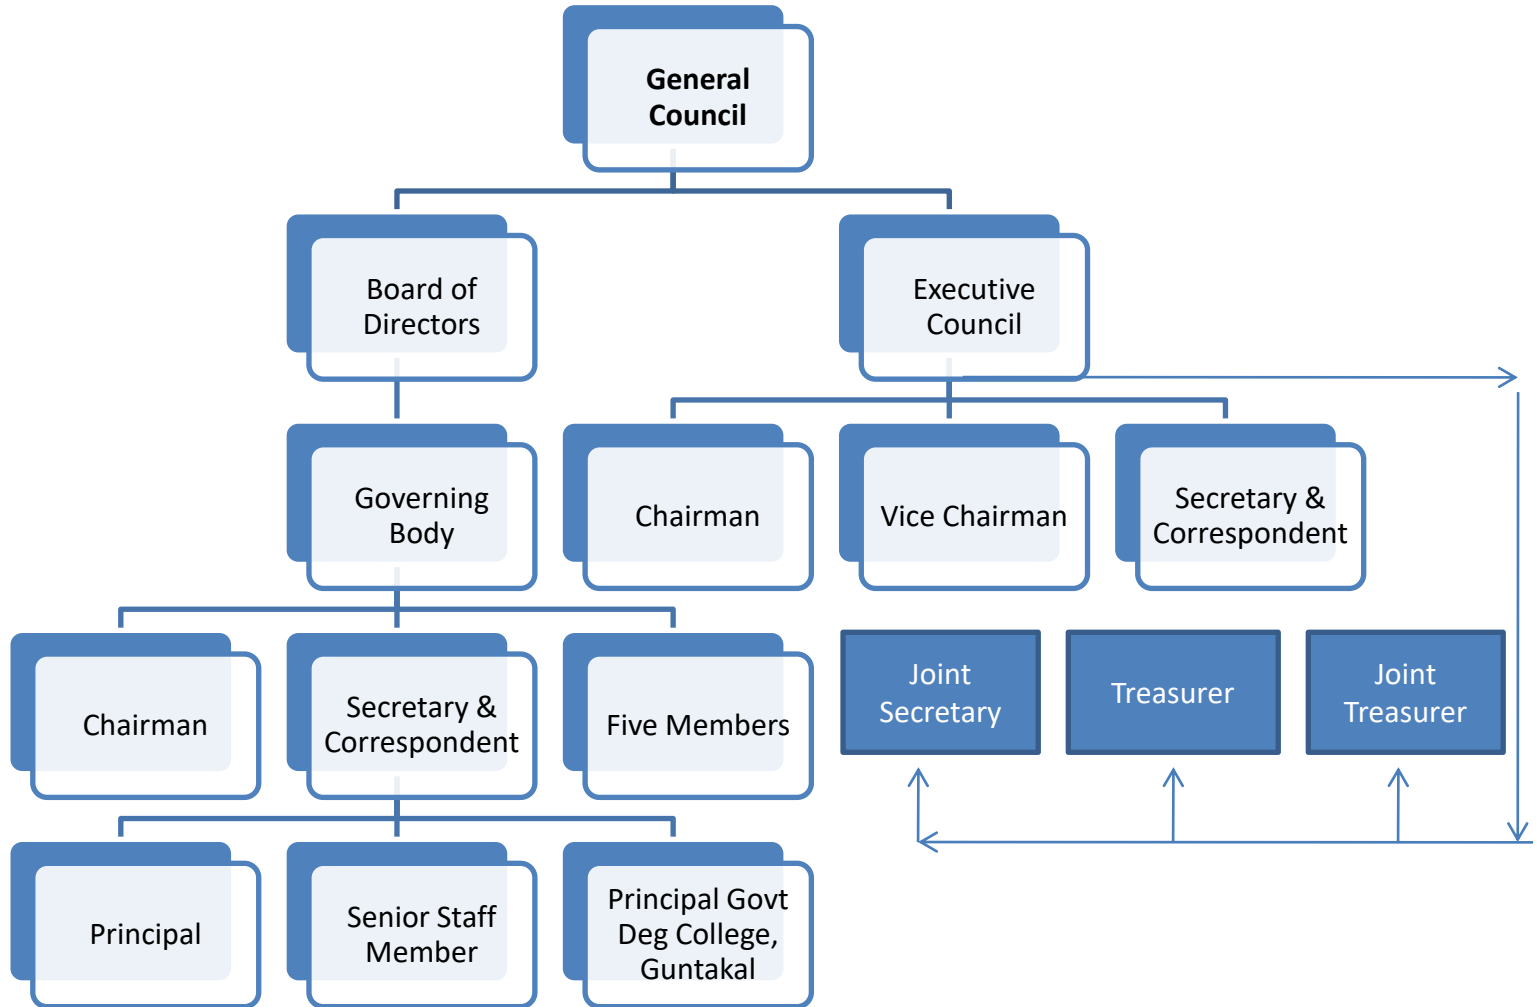 General
Council
Board of
Directors
Executive
Council
Governing
Body
Chairman
Vice Chairman
Secretary &
Correspondent
Chairman
Secretary &
Correspondent
Five Members
Joint
Secretary
Treasurer
Joint
Treasurer
Principal
Senior Staff
Member
Principal Govt
Deg College,
Guntakal